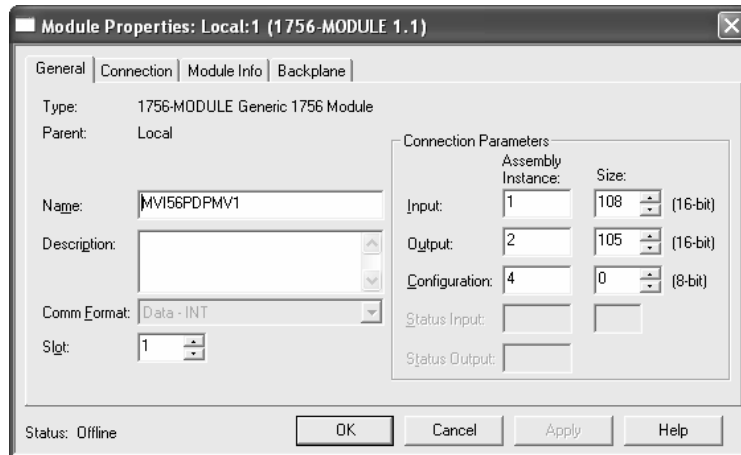 Module Properties: Local:1 (1756-MODULE 1.1)
General
Connection
Module Info
Backplane
Type: 1756-MODULE Generic 1756 Module
Parent: Local
Name: MVI56PDPMV1
Description:
Comm Format: Data - INT
Slot: 1
Connection Parameters
Assembly Instance: Size:
Input: 1 108 (16-bit)
Output: 2 105 (16-bit)
Configuration: 4 0 (8-bit)
Status Input:
Status Output:
Status: Offline
OK
Cancel
Apply
Help